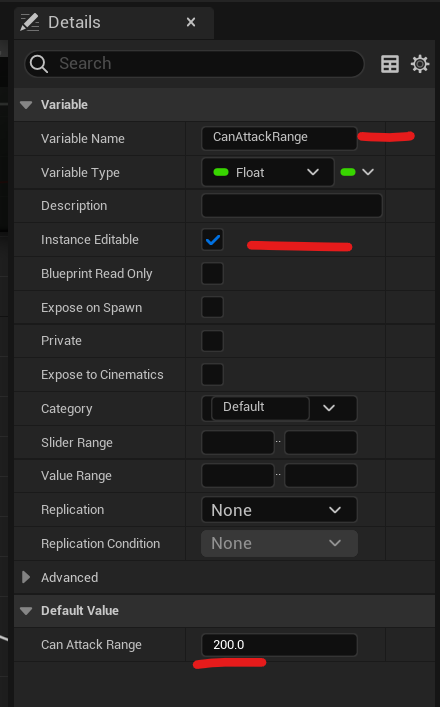 Details
Search
Variable
Variable Name CanAttackRange
Variable Type Float
Description
Instance Editable
Blueprint Read Only
Expose on Spawn
Private
Expose to Cinematics
Category Default
Slider Range ..
Value Range ..
Replication None
Replication Condition None
Advanced
Default Value
Can Attack Range 200.0